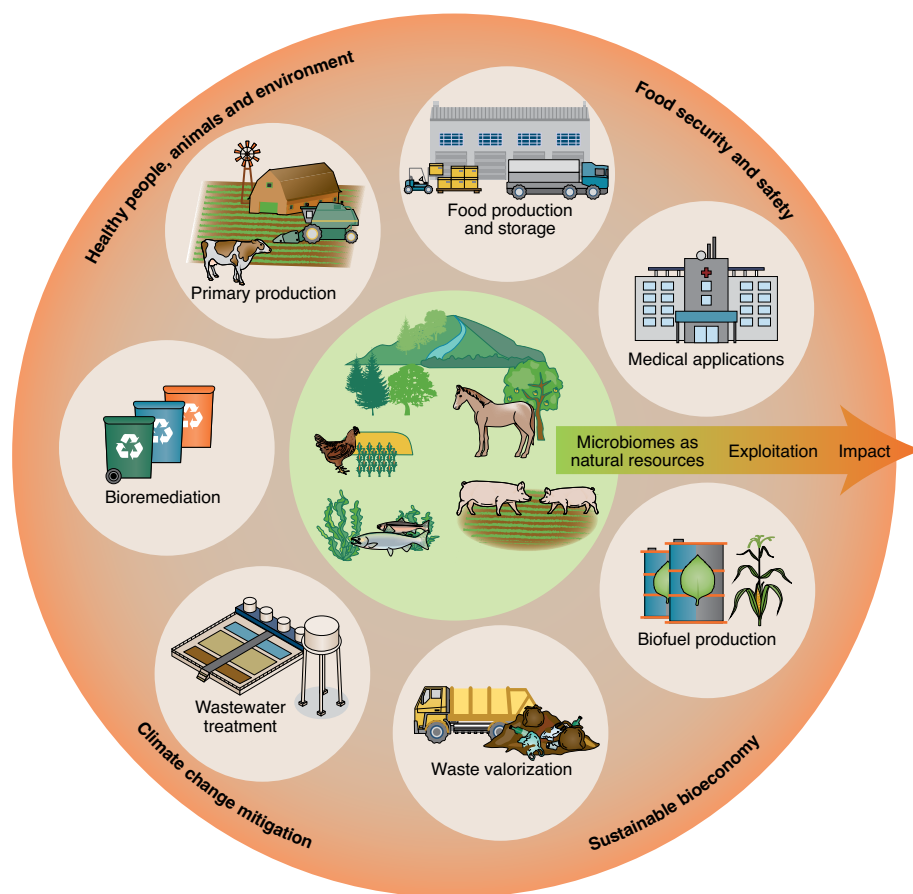 Healthy people, animals and environment
Food security and safety
Food production
and storage
Primary production
Medical applications
Microbiomes as
natural resources
Exploitation
Impact
Bioremediation
Biofuel production
Wastewater
treatment
Waste valorization
Climate change mitigation
Sustainable bioeconomy